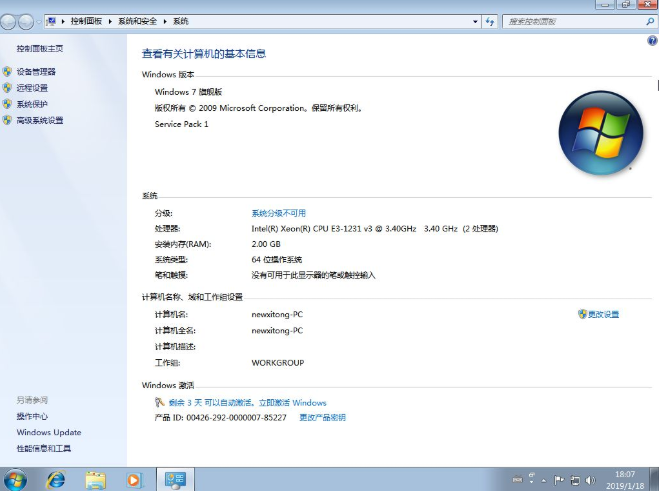 控制面板 ▸ 系统和安全 ▸ 系统
搜索控制面板
控制面板主页
设备管理器
远程设置
系统保护
高级系统设置
另请参阅
操作中心
Windows Update
性能信息和工具
查看有关计算机的基本信息
Windows 版本
Windows 7 旗舰版
版权所有 © 2009 Microsoft Corporation。保留所有权利。
Service Pack 1
系统
分级: 系统分级不可用
处理器: Intel(R) Xeon(R) CPU E3-1231 v3 @ 3.40GHz 3.40 GHz (2 处理器)
安装内存(RAM): 2.00 GB
系统类型: 64 位操作系统
笔和触摸: 没有可用于此显示器的笔或触控输入
计算机名称、域和工作组设置
计算机名: newxitong-PC 更改设置
计算机全名: newxitong-PC
计算机描述:
工作组: WORKGROUP
Windows 激活
剩余 3 天 可以自动激活。立即激活 Windows
产品 ID: 00426-292-0000007-85227 更改产品密钥
18:07
2019/1/18